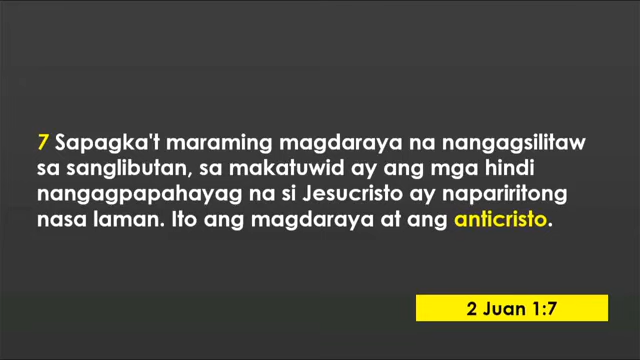 7 Sapagka't maraming magdaraya na nangagsilitaw
sa sanglibutan, sa makatuwid ay ang mga hindi
nangagpapahayag na si Jesucristo ay napariritong
nasa laman. Ito ang magdaraya at ang anticristo.
2 Juan 1:7